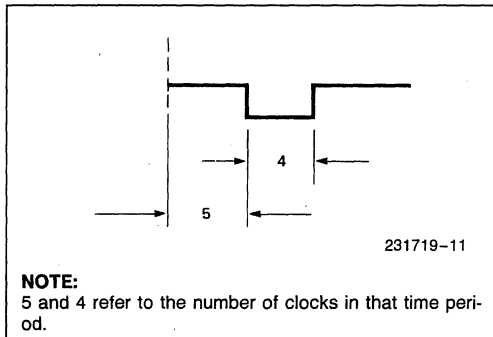 4
5
231719-11
NOTE:
5 and 4 refer to the number of clocks in that time peri-
od.